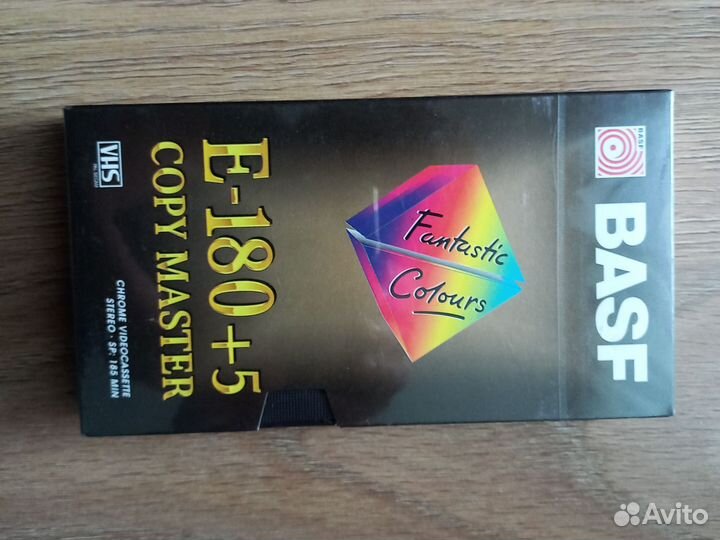 BASF
BASF
Fantastic
Colours
E-180+5
COPY MASTER
VHS
CHROME VIDEOCASSETTE
STEREO · SP: 185 MIN
Avito